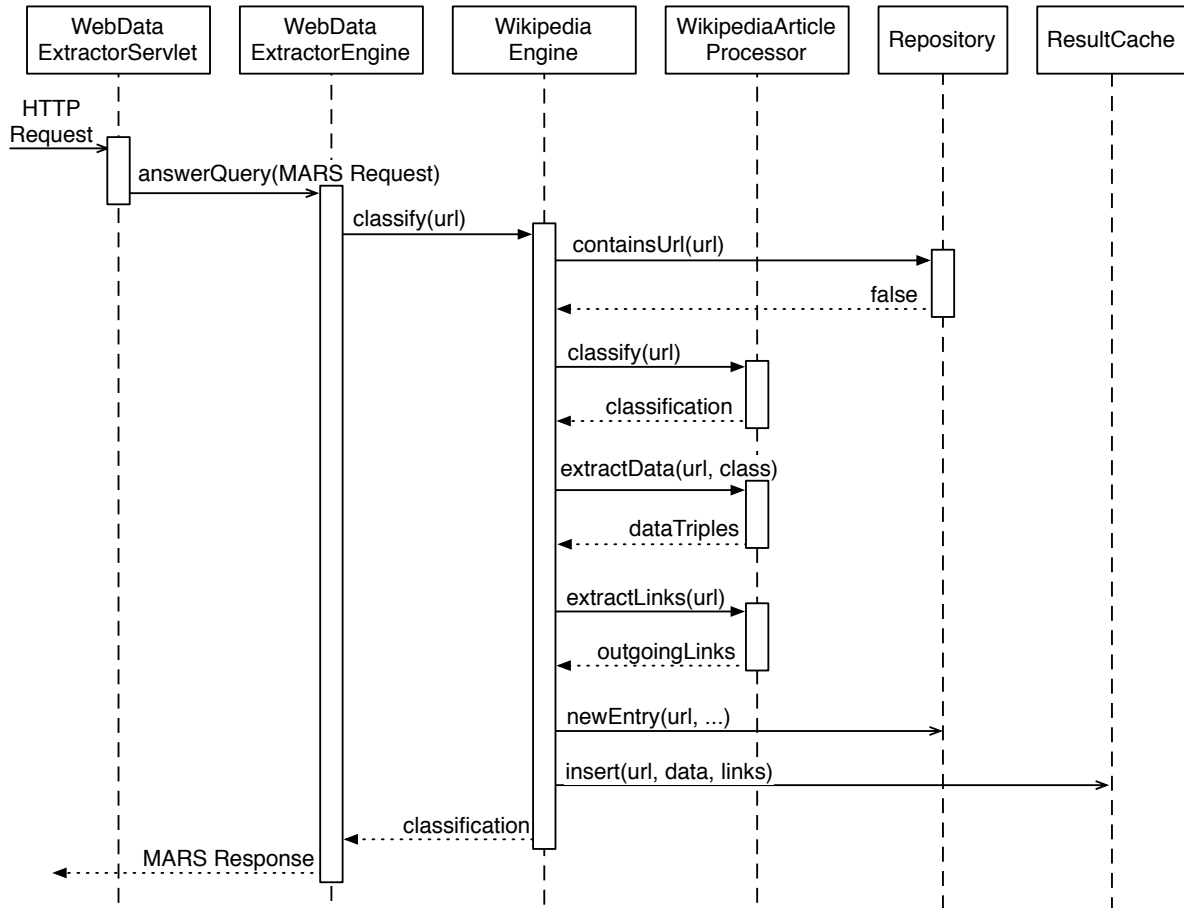 WebData
ExtractorServlet
WebData
ExtractorEngine
Wikipedia
Engine
WikipediaArticle
Processor
Repository
ResultCache
HTTP
Request
answerQuery(MARS Request)
classify(url)
containsUrl(url)
false
classify(url)
classification
extractData(url, class)
dataTriples
extractLinks(url)
outgoingLinks
newEntry(url, ...)
insert(url, data, links)
classification
MARS Response